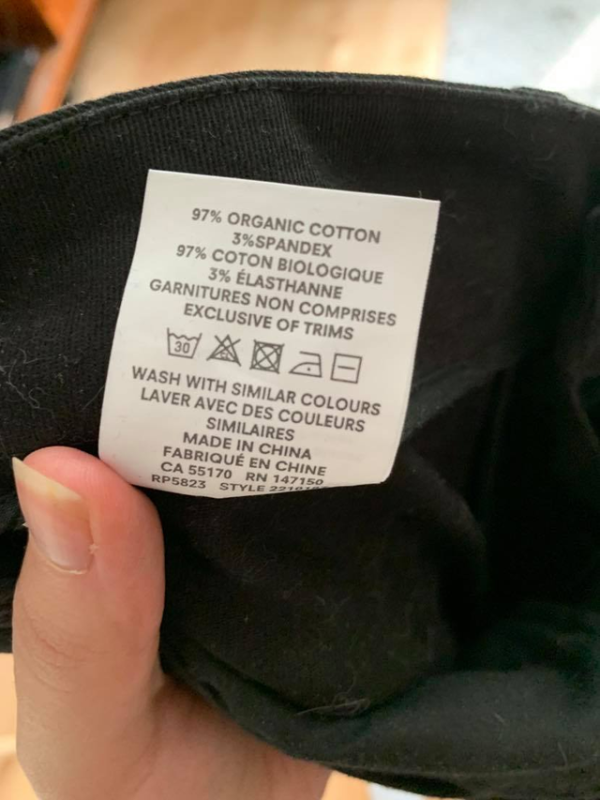 97% ORGANIC COTTON
3%SPANDEX
97% COTON BIOLOGIQUE
3% ÉLASTHANNE
GARNITURES NON COMPRISES
EXCLUSIVE OF TRIMS
30
WASH WITH SIMILAR COLOURS
LAVER AVEC DES COULEURS
SIMILAIRES
MADE IN CHINA
FABRIQUÉ EN CHINE
CA 55170 RN 147150
RP5823 STYLE